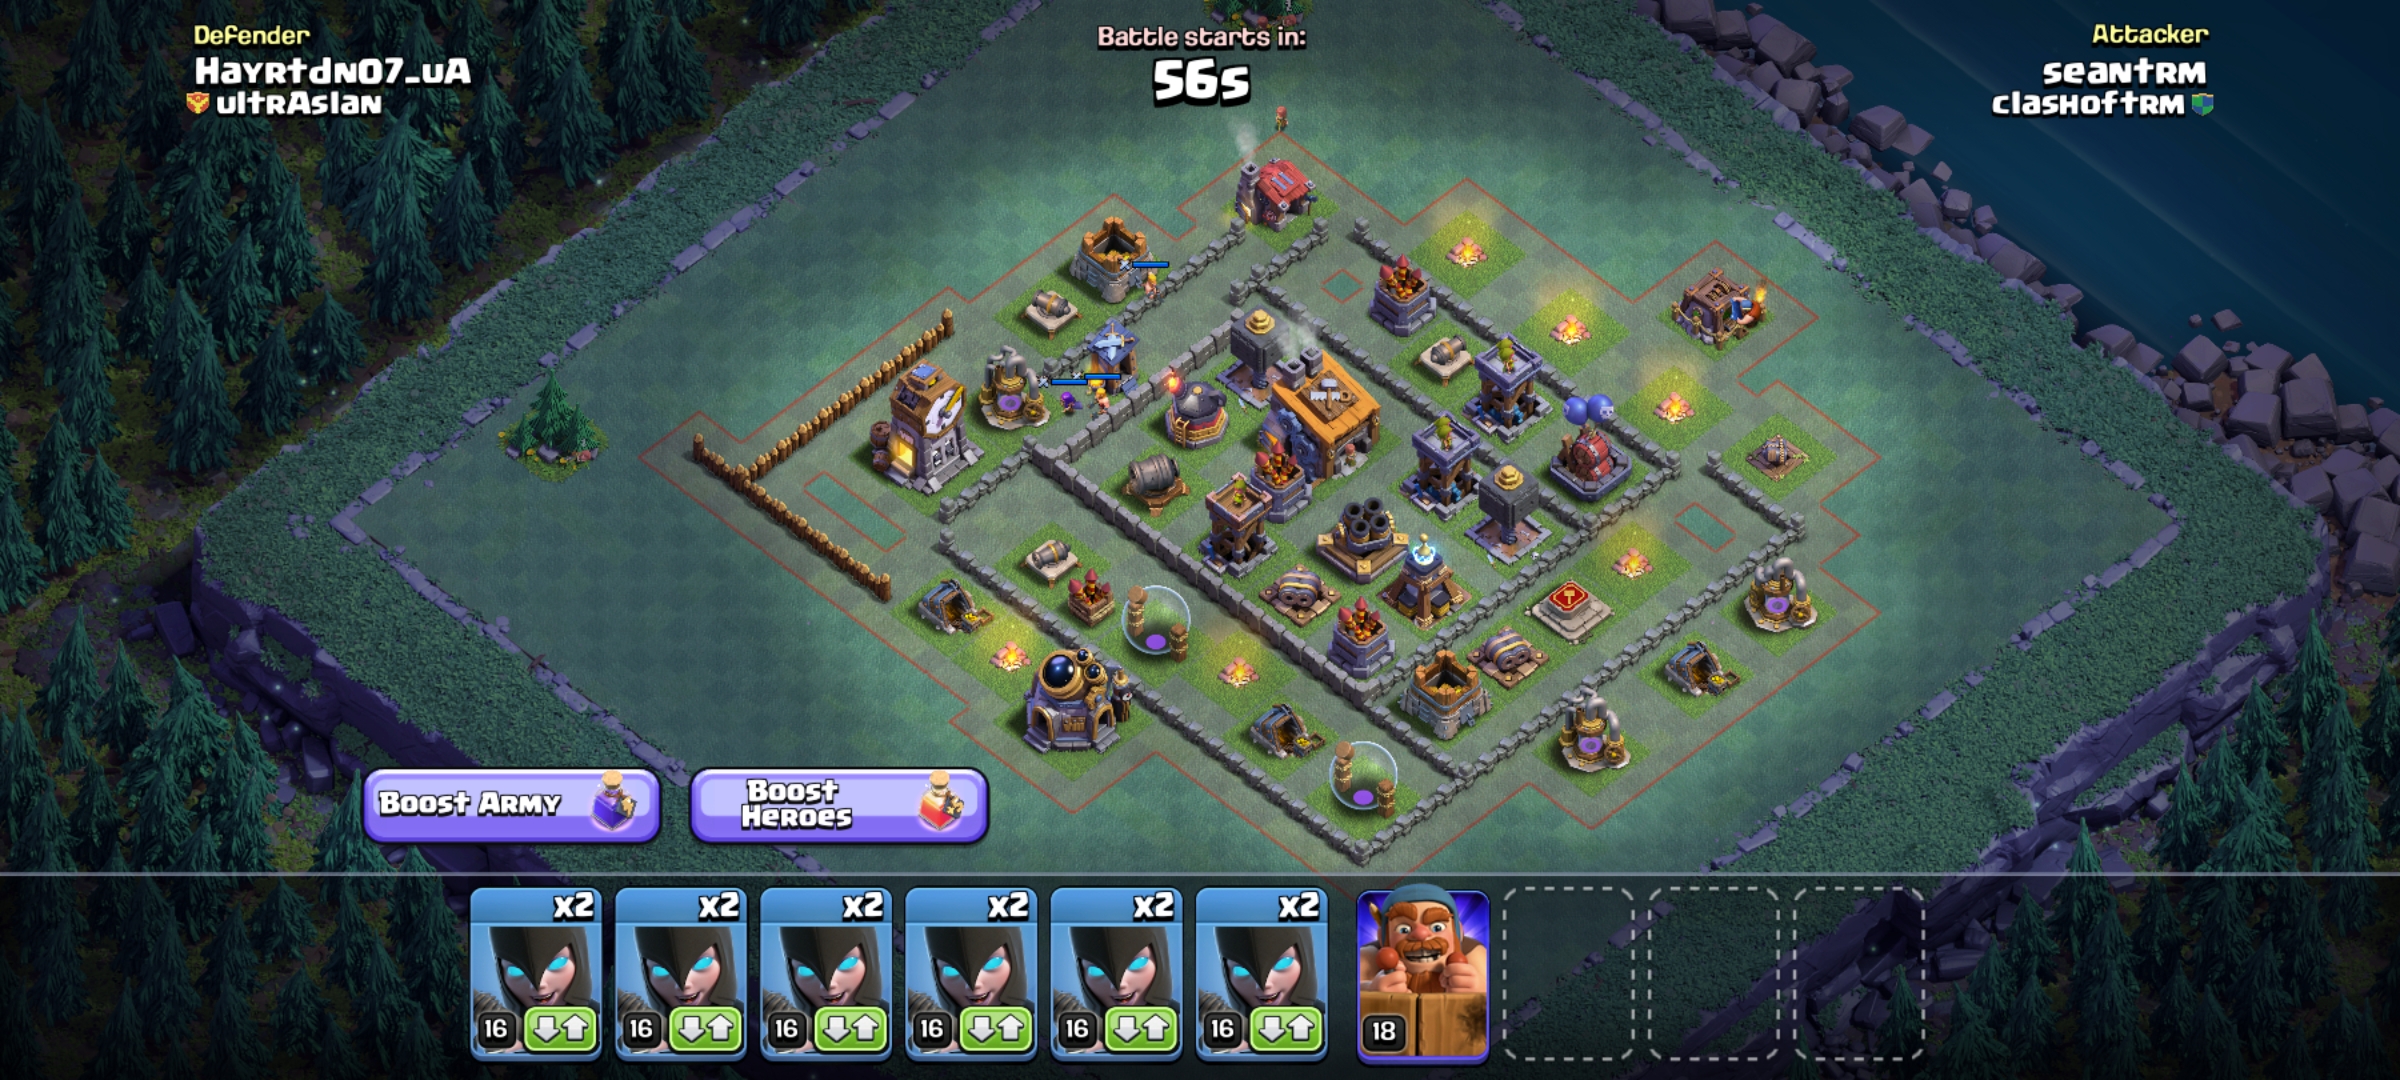 Defender
HayrtdN07_uA
ultrAslan
Battle starts in:
56s
Attacker
seantRM
clashoftRM
Boost Army
Boost
Heroes
x2
x2
x2
x2
x2
x2
16
16
16
16
16
16
18